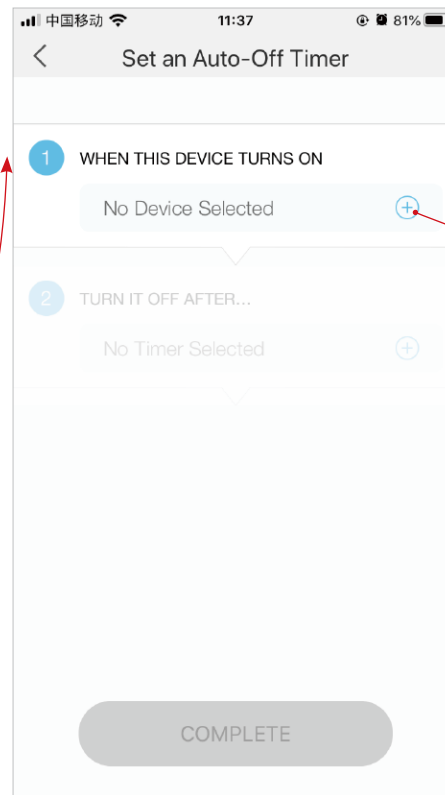 中国移动 11:37 81%
Set an Auto-Off Timer
1 WHEN THIS DEVICE TURNS ON
No Device Selected
2 TURN IT OFF AFTER...
No Timer Selected
COMPLETE